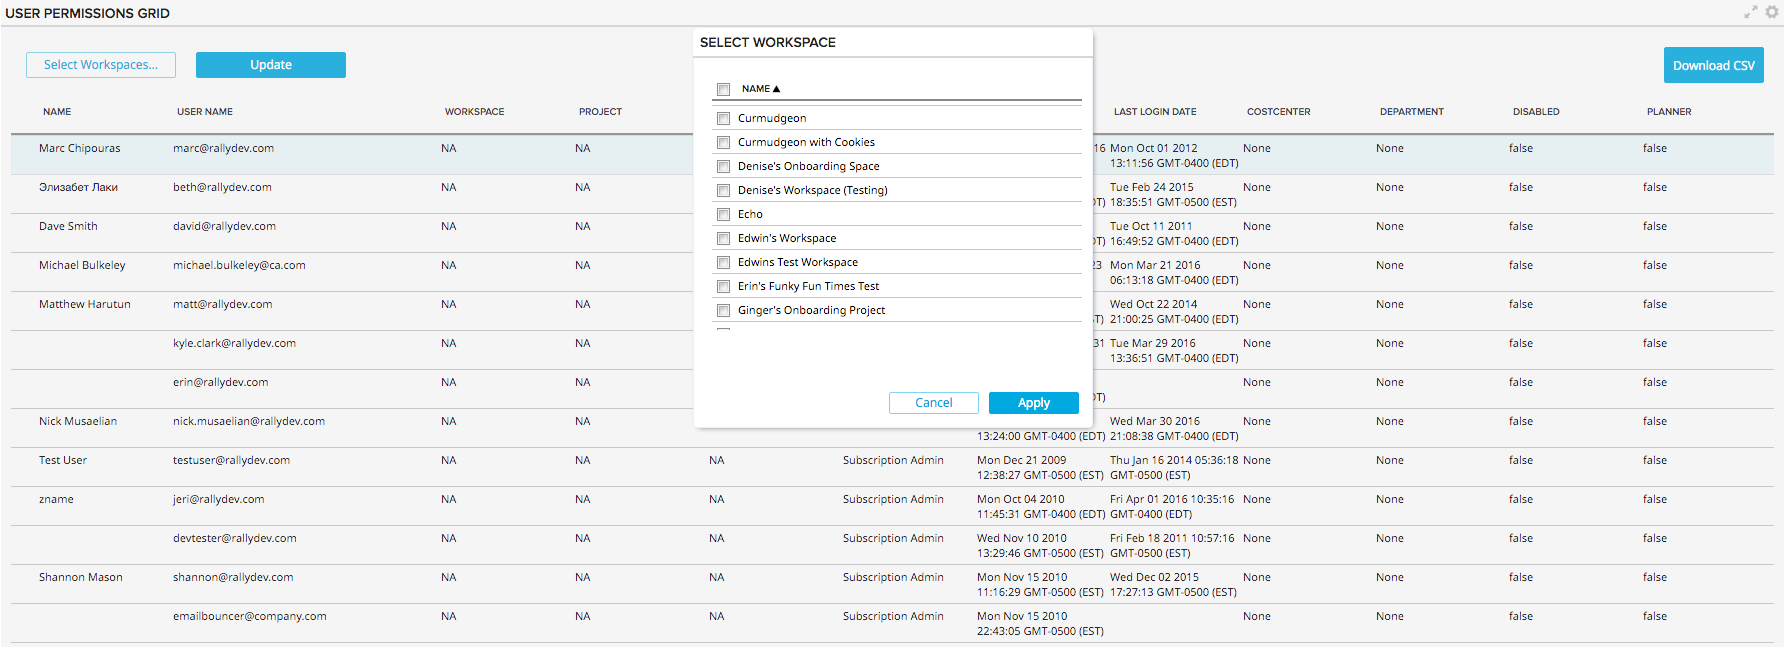 USER PERMISSIONS GRID
Select Workspaces...
Update
Download CSV
SELECT WORKSPACE
NAME ▲
Curmudgeon
Curmudgeon with Cookies
Denise's Onboarding Space
Denise's Workspace (Testing)
Echo
Edwin's Workspace
Edwins Test Workspace
Erin's Funky Fun Times Test
Ginger's Onboarding Project
Cancel
Apply
NAME USER NAME WORKSPACE PROJECT LAST LOGIN DATE COSTCENTER DEPARTMENT DISABLED PLANNER
Marc Chipouras marc@rallydev.com NA NA 16 Mon Oct 01 2012 None None false false
13:11:56 GMT-0400 (EDT)
Элизабет Лаки beth@rallydev.com NA NA Tue Feb 24 2015 None None false false
DT) 18:35:51 GMT-0500 (EST)
Dave Smith david@rallydev.com NA NA Tue Oct 11 2011 None None false false
DT) 16:49:52 GMT-0400 (EDT)
Michael Bulkeley michael.bulkeley@ca.com NA NA 23 Mon Mar 21 2016 None None false false
06:13:18 GMT-0400 (EDT)
Matthew Harutun matt@rallydev.com NA NA Wed Oct 22 2014 None None false false
ST) 21:00:25 GMT-0400 (EDT)
kyle.clark@rallydev.com NA NA 31 Tue Mar 29 2016 None None false false
13:36:51 GMT-0400 (EDT)
erin@rallydev.com NA NA None None false false
DT)
Nick Musaelian nick.musaelian@rallydev.com NA NA Wed Mar 30 2016 None None false false
13:24:00 GMT-0400 (EDT) 21:08:38 GMT-0400 (EDT)
Test User testuser@rallydev.com NA NA NA Subscription Admin Mon Dec 21 2009 Thu Jan 16 2014 05:36:18 None None false false
12:38:27 GMT-0500 (EST) GMT-0500 (EST)
zname jeri@rallydev.com NA NA NA Subscription Admin Mon Oct 04 2010 Fri Apr 01 2016 10:35:16 None None false false
11:45:31 GMT-0400 (EDT) GMT-0400 (EDT)
devtester@rallydev.com NA NA NA Subscription Admin Wed Nov 10 2010 Fri Feb 18 2011 10:57:16 None None false false
13:29:46 GMT-0500 (EST) GMT-0500 (EST)
Shannon Mason shannon@rallydev.com NA NA NA Subscription Admin Mon Nov 15 2010 Wed Dec 02 2015 None None false false
11:16:29 GMT-0500 (EST) 17:27:13 GMT-0500 (EST)
emailbouncer@company.com NA NA NA Subscription Admin Mon Nov 15 2010 None None false false
22:43:05 GMT-0500 (EST)